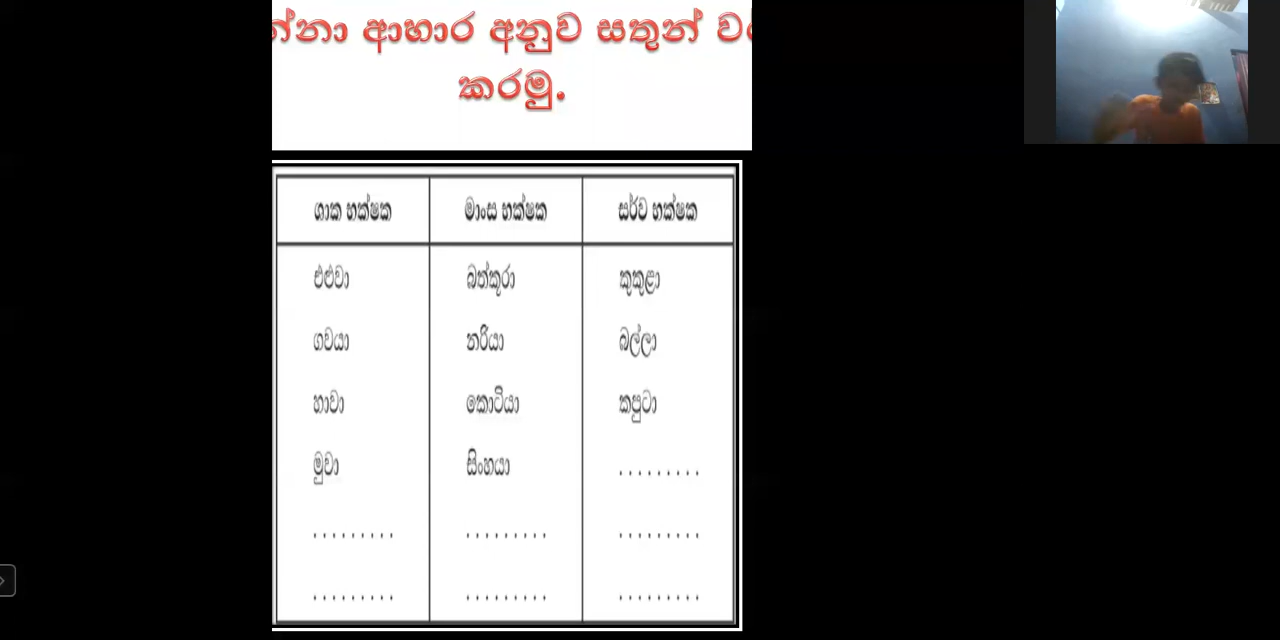 න්නා ආහාර අනුව සතුන් ව
කරමු.
ශාක භක්ෂක මාංස භක්ෂක සර්ව භක්ෂක
එළුවා බත්කූරා කුකුළා
ගවයා නරියා බල්ලා
හාවා කොටියා කපුටා
මුවා සිංහයා .........
......... ......... .........
......... ......... .........